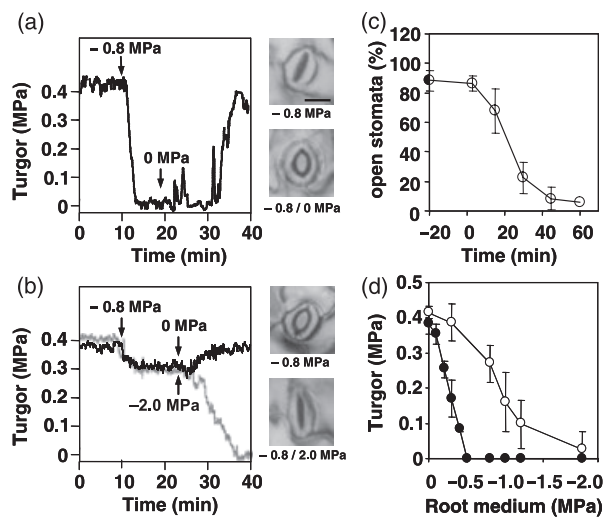 (a)
− 0.8 MPa
0 MPa
Turgor (MPa)
0.4
0.3
0.2
0.1
0
0 10 20 30 40
Time (min)
− 0.8 MPa
− 0.8 / 0 MPa
(b)
− 0.8 MPa
0 MPa
−2.0 MPa
Turgor (MPa)
0.4
0.3
0.2
0.1
0
0 10 20 30 40
Time (min)
− 0.8 MPa
− 0.8 / 2.0 MPa
(c)
open stomata (%)
120
100
80
60
40
20
0
−20 0 20 40 60
Time (min)
(d)
Turgor (MPa)
0.5
0.4
0.3
0.2
0.1
0
0 −0.5 −1.0 −1.5 −2.0
Root medium (MPa)